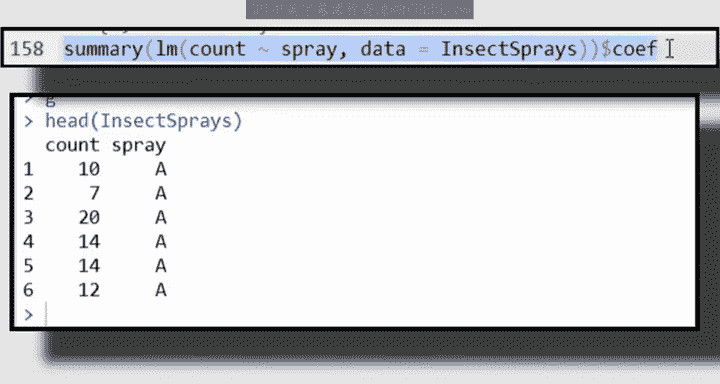 158 summary(lm(count ~ spray, data = InsectSprays))$coef
> g
> head(InsectSprays)
count spray
1 10 A
2 7 A
3 20 A
4 14 A
5 14 A
6 12 A
>